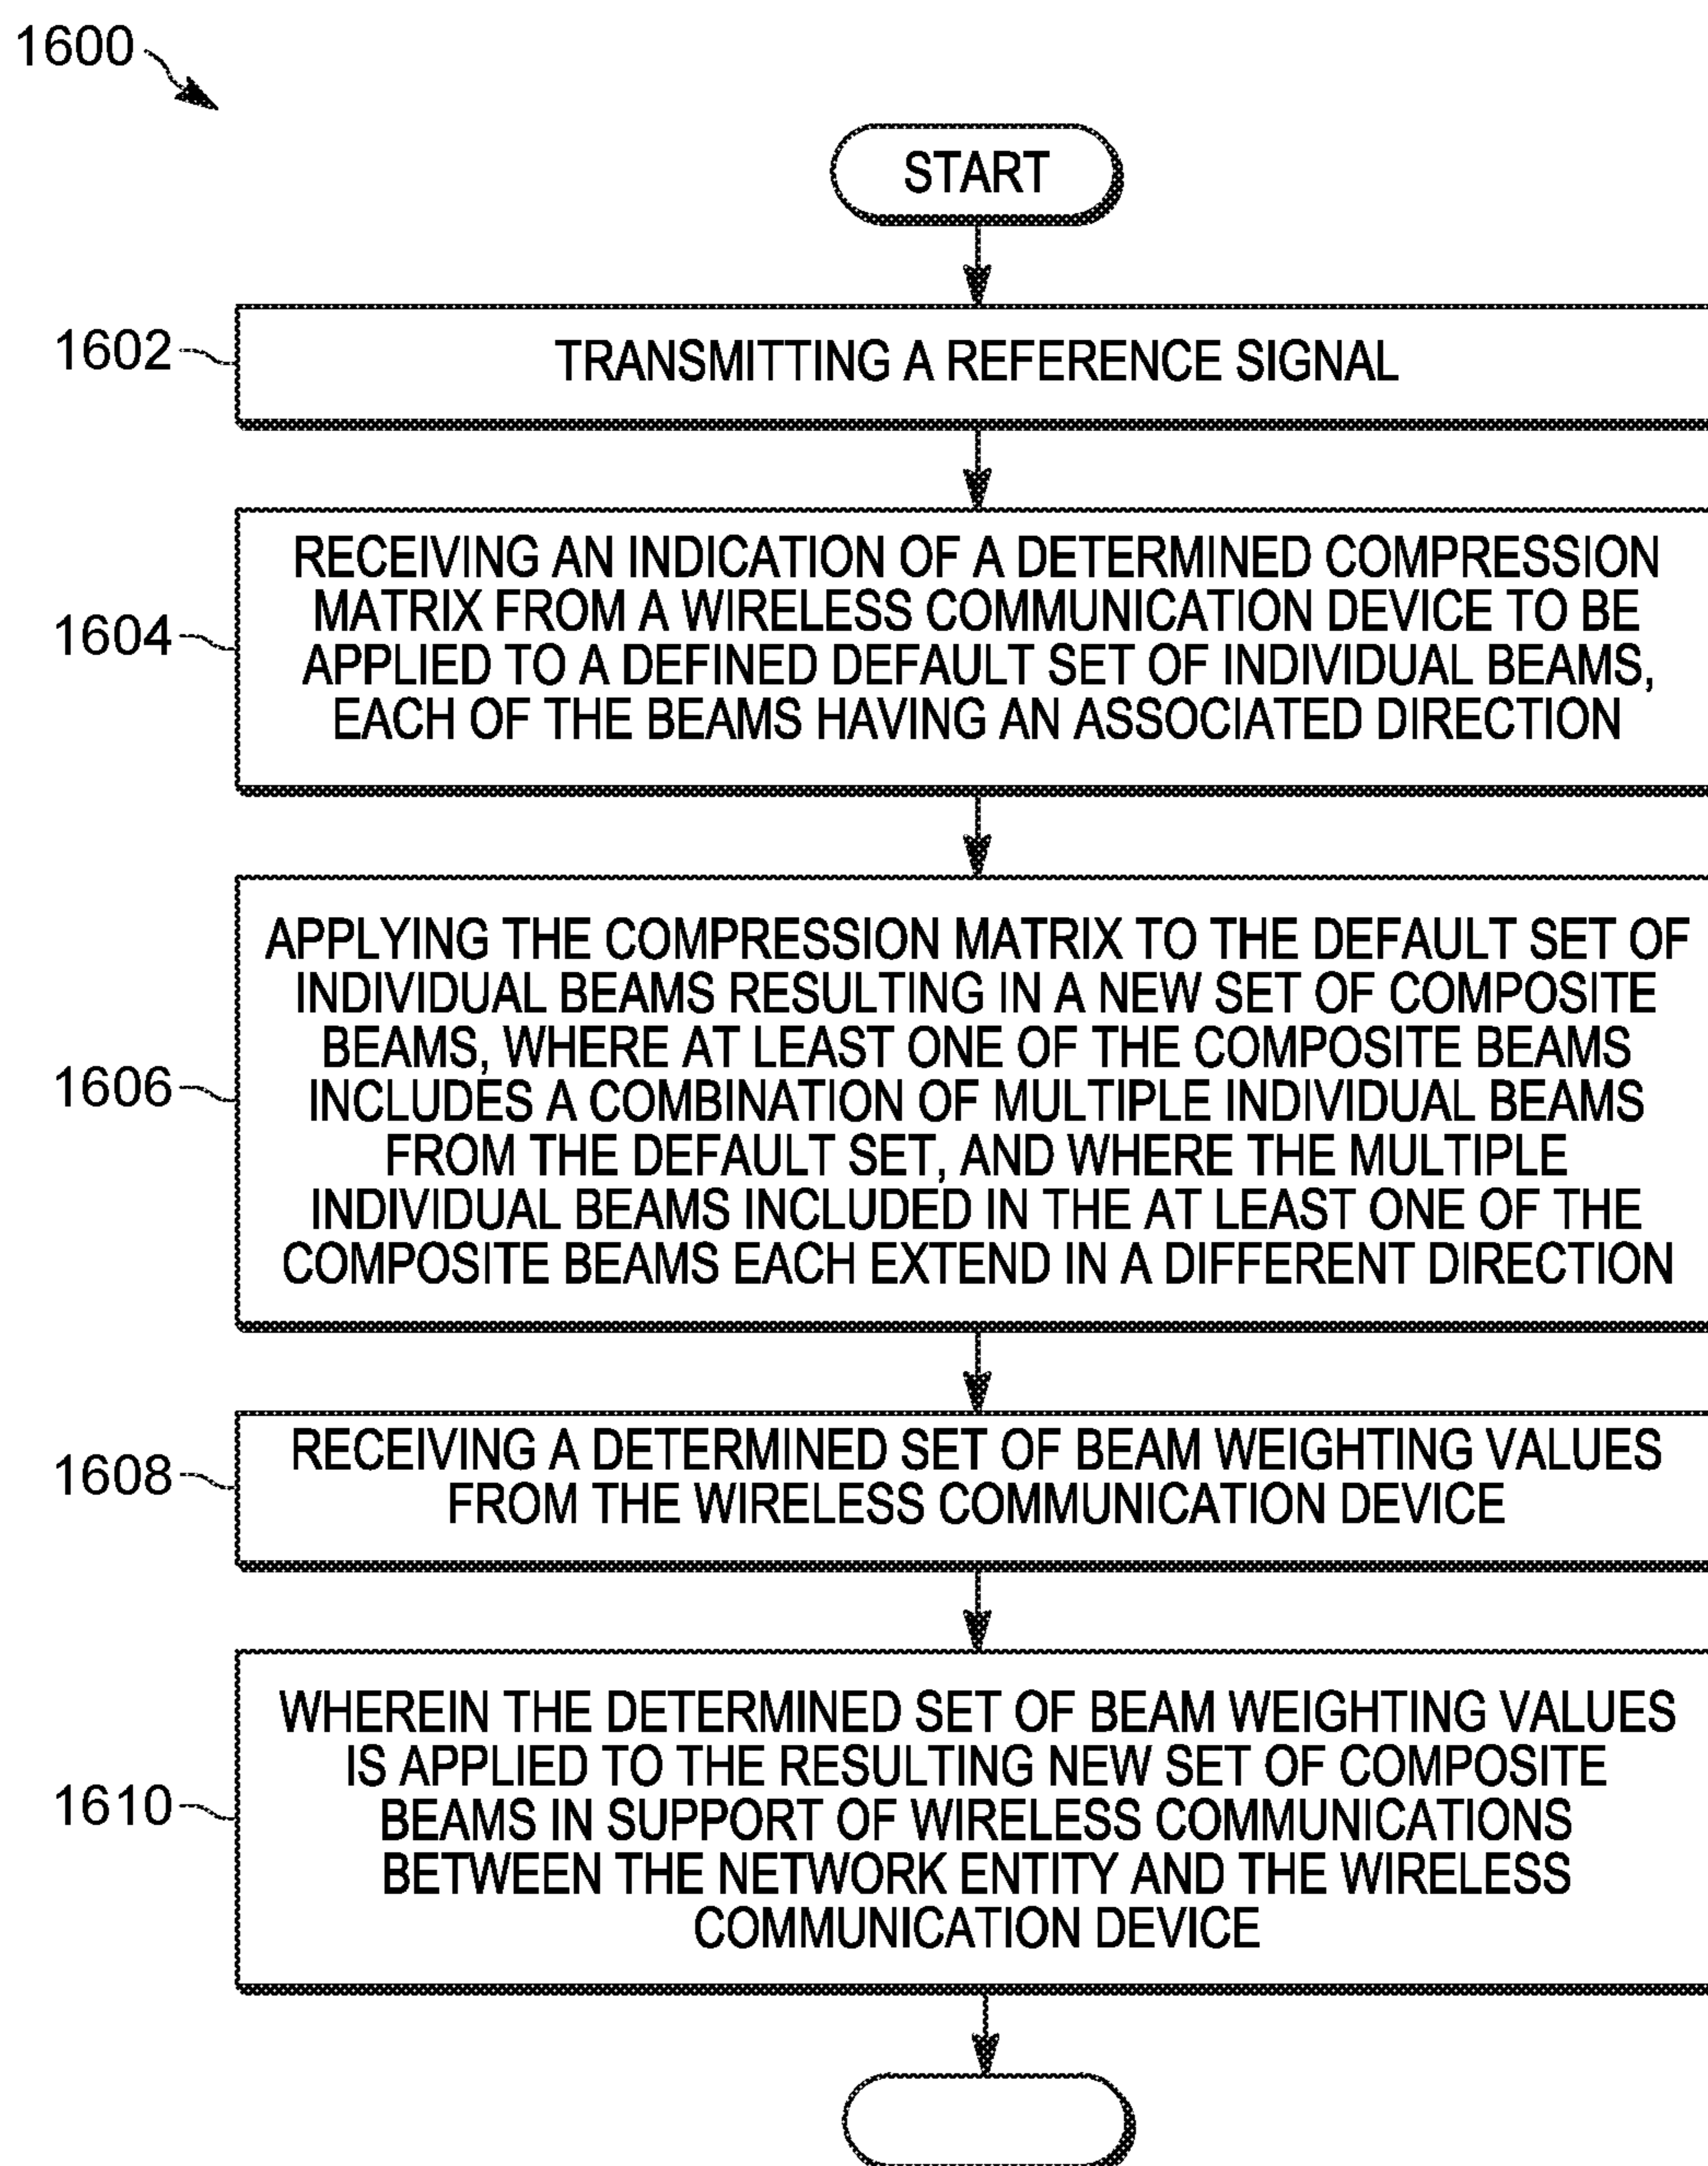 1600
START
1602
TRANSMITTING A REFERENCE SIGNAL
1604
RECEIVING AN INDICATION OF A DETERMINED COMPRESSION
MATRIX FROM A WIRELESS COMMUNICATION DEVICE TO BE
APPLIED TO A DEFINED DEFAULT SET OF INDIVIDUAL BEAMS,
EACH OF THE BEAMS HAVING AN ASSOCIATED DIRECTION
1606
APPLYING THE COMPRESSION MATRIX TO THE DEFAULT SET OF
INDIVIDUAL BEAMS RESULTING IN A NEW SET OF COMPOSITE
BEAMS, WHERE AT LEAST ONE OF THE COMPOSITE BEAMS
INCLUDES A COMBINATION OF MULTIPLE INDIVIDUAL BEAMS
FROM THE DEFAULT SET, AND WHERE THE MULTIPLE
INDIVIDUAL BEAMS INCLUDED IN THE AT LEAST ONE OF THE
COMPOSITE BEAMS EACH EXTEND IN A DIFFERENT DIRECTION
1608
RECEIVING A DETERMINED SET OF BEAM WEIGHTING VALUES
FROM THE WIRELESS COMMUNICATION DEVICE
1610
WHEREIN THE DETERMINED SET OF BEAM WEIGHTING VALUES
IS APPLIED TO THE RESULTING NEW SET OF COMPOSITE
BEAMS IN SUPPORT OF WIRELESS COMMUNICATIONS
BETWEEN THE NETWORK ENTITY AND THE WIRELESS
COMMUNICATION DEVICE